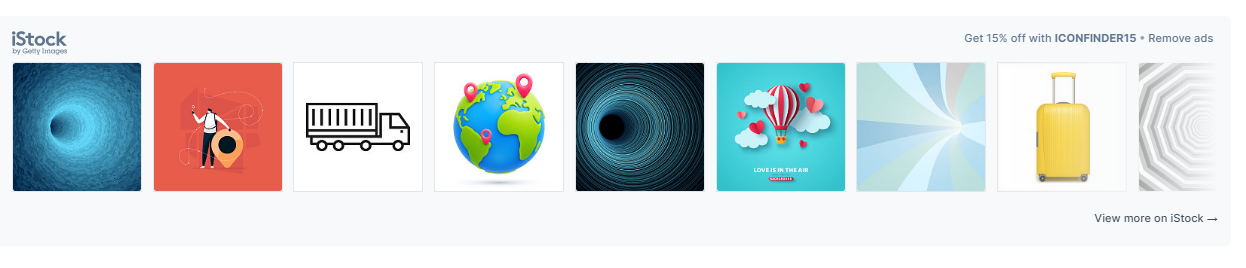 iStock
by Getty Images
Get 15% off with ICONFINDER15 • Remove ads
LOVE IS IN THE AIR
View more on iStock →